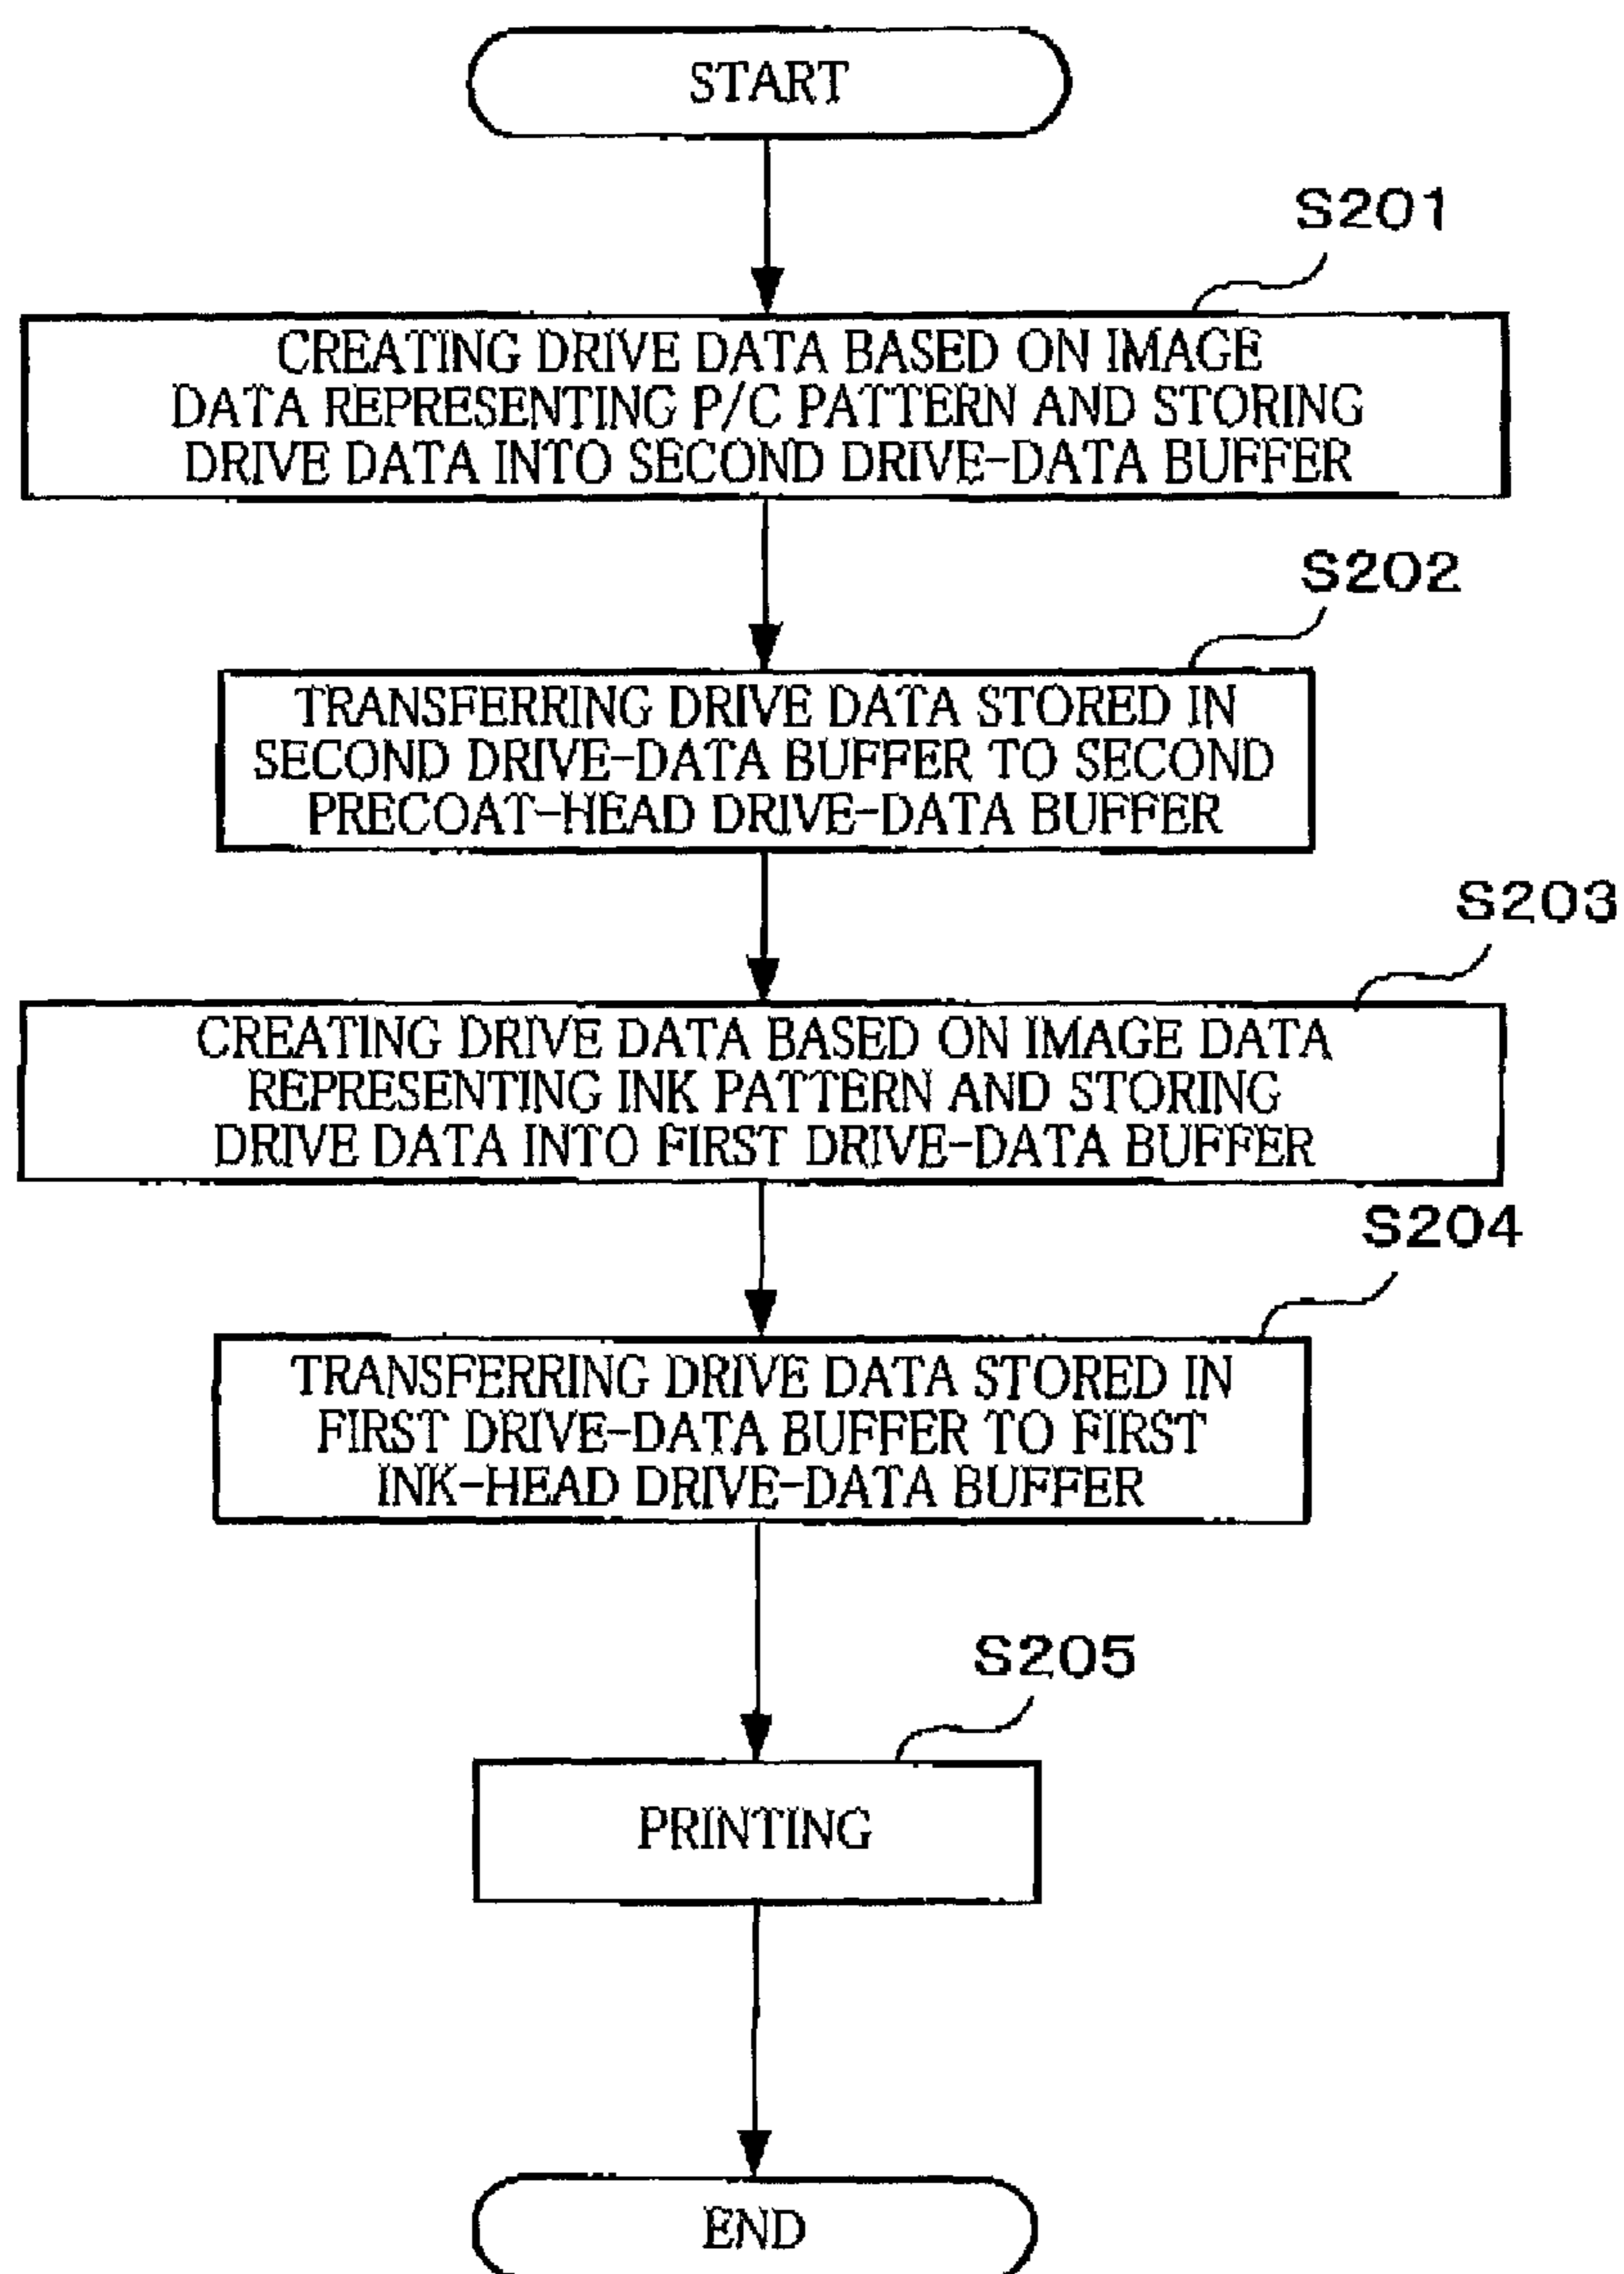 START
S201
CREATING DRIVE DATA BASED ON IMAGE
DATA REPRESENTING P/C PATTERN AND STORING
DRIVE DATA INTO SECOND DRIVE-DATA BUFFER
S202
TRANSFERRING DRIVE DATA STORED IN
SECOND DRIVE-DATA BUFFER TO SECOND
PRECOAT-HEAD DRIVE-DATA BUFFER
S203
CREATING DRIVE DATA BASED ON IMAGE DATA
REPRESENTING INK PATTERN AND STORING
DRIVE DATA INTO FIRST DRIVE-DATA BUFFER
S204
TRANSFERRING DRIVE DATA STORED IN
FIRST DRIVE-DATA BUFFER TO FIRST
INK-HEAD DRIVE-DATA BUFFER
S205
PRINTING
END